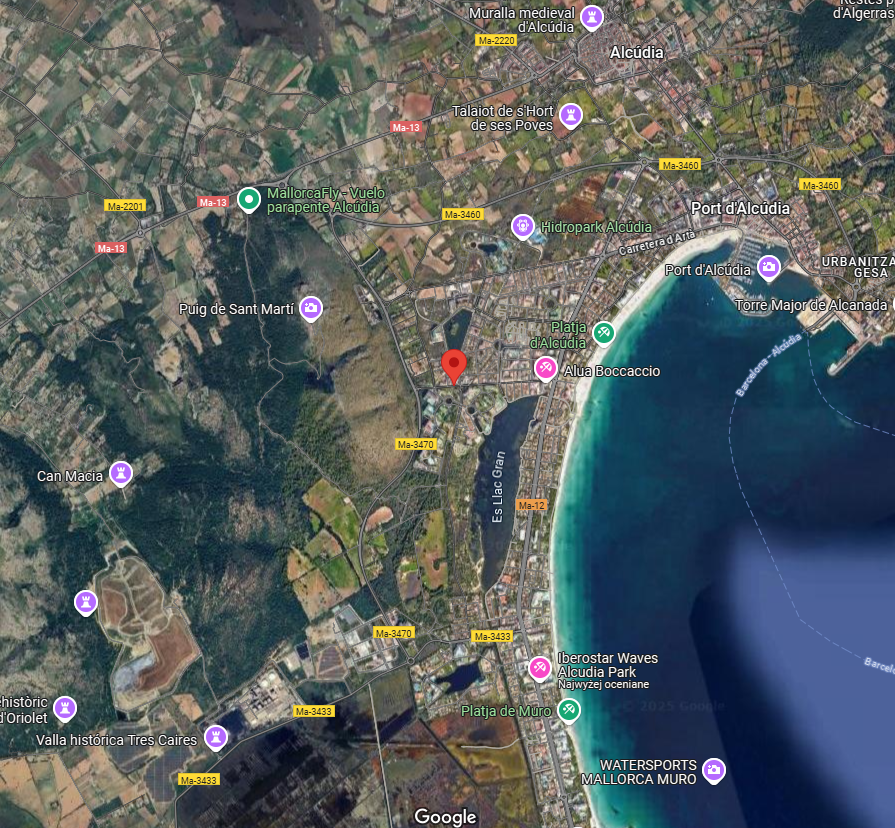 Restes p
d'Algerras
Muralla medieval
d'Alcúdia
Ma-2220
Alcúdia
Talaiot de s'Hort
de ses Poves
Ma-13
Ma-3460
Ma-3460
MallorcaFly - Vuelo
parapente Alcúdia
Ma-13
Ma-2201
Ma-3460
Port d'Alcúdia
Hidropark Alcúdia
Carretera d'Artà
Ma-13
Port d'Alcúdia
URBANITZA
GESA
Puig de Sant Martí
Torre Major de Alcanada
Platja
d'Alcúdia
Barcelona - Alcúdia
Alua Boccaccio
Ma-3470
Can Macia
Es Llac Gran
Ma-12
Ma-3470
Ma-3433
Iberostar Waves
Alcudia Park
Najwyżej oceniane
Barcelo
ehistòric
d'Oriolet
Platja de Muro
© 2025 Google
Ma-3433
Valla histórica Tres Caires
WATERSPORTS
MALLORCA MURO
Ma-3433
Google